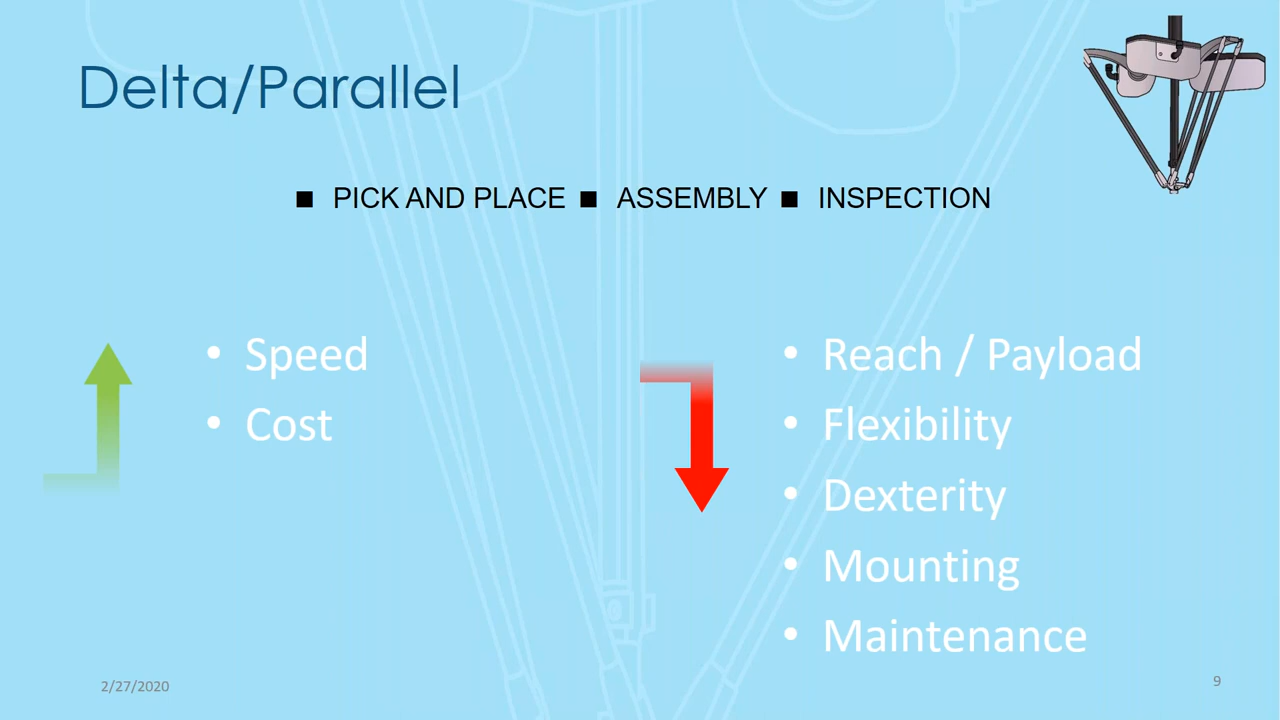 Delta/Parallel
■ PICK AND PLACE ■ ASSEMBLY ■ INSPECTION
• Speed
• Cost
• Reach / Payload
• Flexibility
• Dexterity
• Mounting
• Maintenance
2/27/2020
9